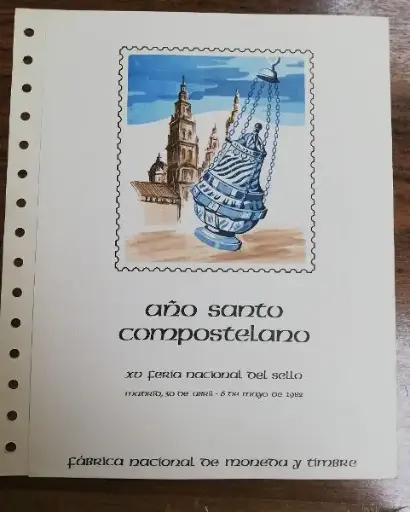 año santo
compostelano
XV feria nacional del sello
madrid, 30 de abril - 6 de mayo de 1982
fábrica nacional de moneda y timbre